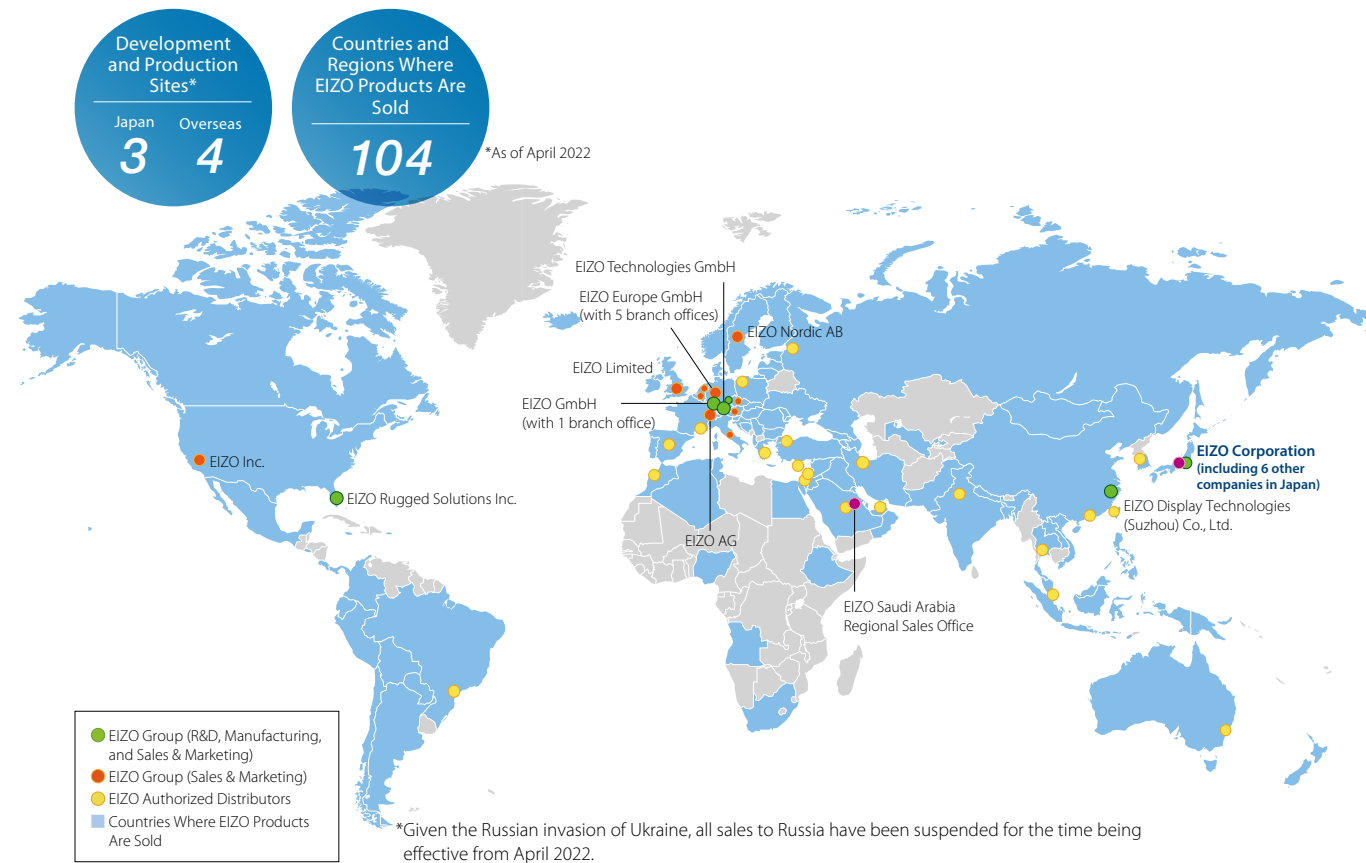 Development
and Production
Sites*
Japan
3
Overseas
4
Countries and
Regions Where
EIZO Products Are
Sold
104
*As of April 2022
EIZO Technologies GmbH
EIZO Europe GmbH
(with 5 branch offices)
EIZO Nordic AB
EIZO Limited
EIZO GmbH
(with 1 branch office)
EIZO Inc.
EIZO Rugged Solutions Inc.
EIZO AG
EIZO Corporation
(including 6 other
companies in Japan)
EIZO Display Technologies
(Suzhou) Co., Ltd.
EIZO Saudi Arabia
Regional Sales Office
EIZO Group (R&D, Manufacturing,
and Sales & Marketing)
EIZO Group (Sales & Marketing)
EIZO Authorized Distributors
Countries Where EIZO Products
Are Sold
*Given the Russian invasion of Ukraine, all sales to Russia have been suspended for the time being
effective from April 2022.